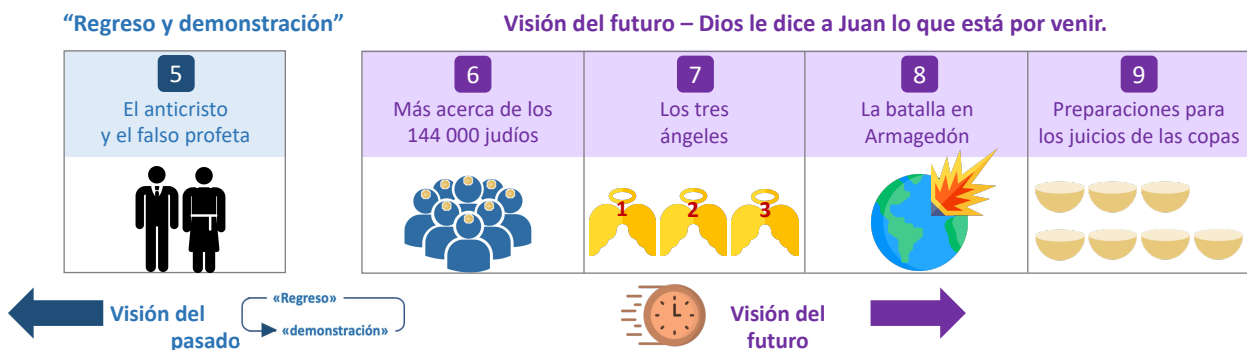 “Regreso y demonstración”
Visión del futuro – Dios le dice a Juan lo que está por venir.
5
El anticristo
y el falso profeta
6
Más acerca de los
144 000 judíos
7
Los tres
ángeles
8
La batalla en
Armagedón
9
Preparaciones para
los juicios de las copas
1 2 3
Visión del
pasado
«Regreso»
«demonstración»
Visión del
futuro